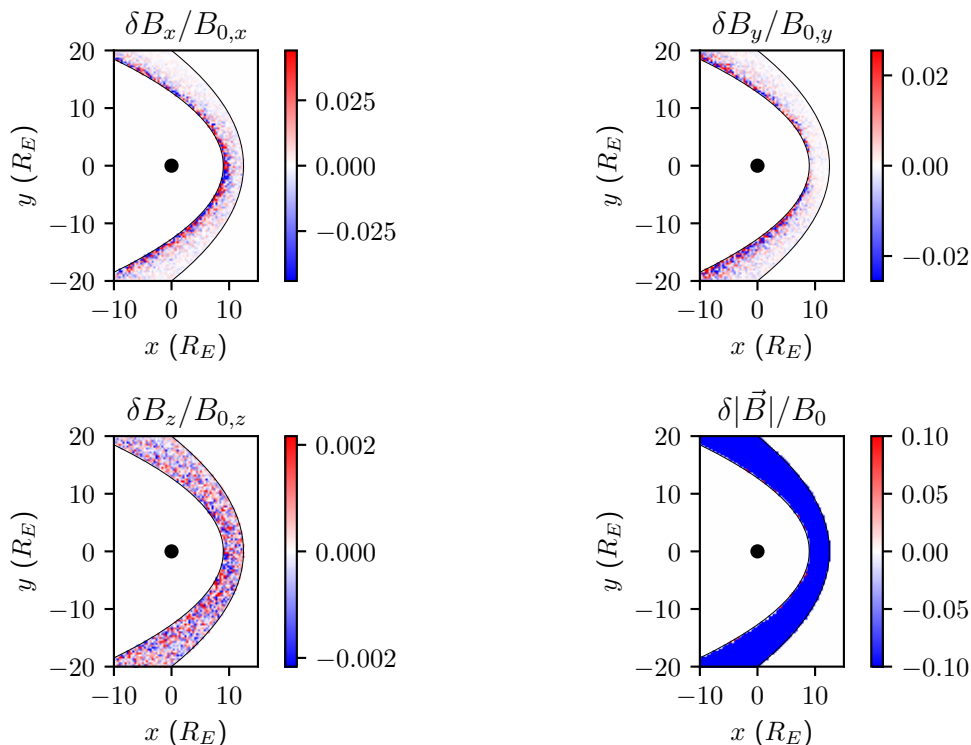 δB_x/B_{0,x}
20
10
0
−10
−20
y (R_E)
−10 0 10
x (R_E)
0.025
0.000
−0.025
δB_y/B_{0,y}
20
10
0
−10
−20
y (R_E)
−10 0 10
x (R_E)
0.02
0.00
−0.02
δB_z/B_{0,z}
20
10
0
−10
−20
y (R_E)
−10 0 10
x (R_E)
0.002
0.000
−0.002
δ|\vec{B}|/B_0
20
10
0
−10
−20
y (R_E)
−10 0 10
x (R_E)
0.10
0.05
0.00
−0.05
−0.10